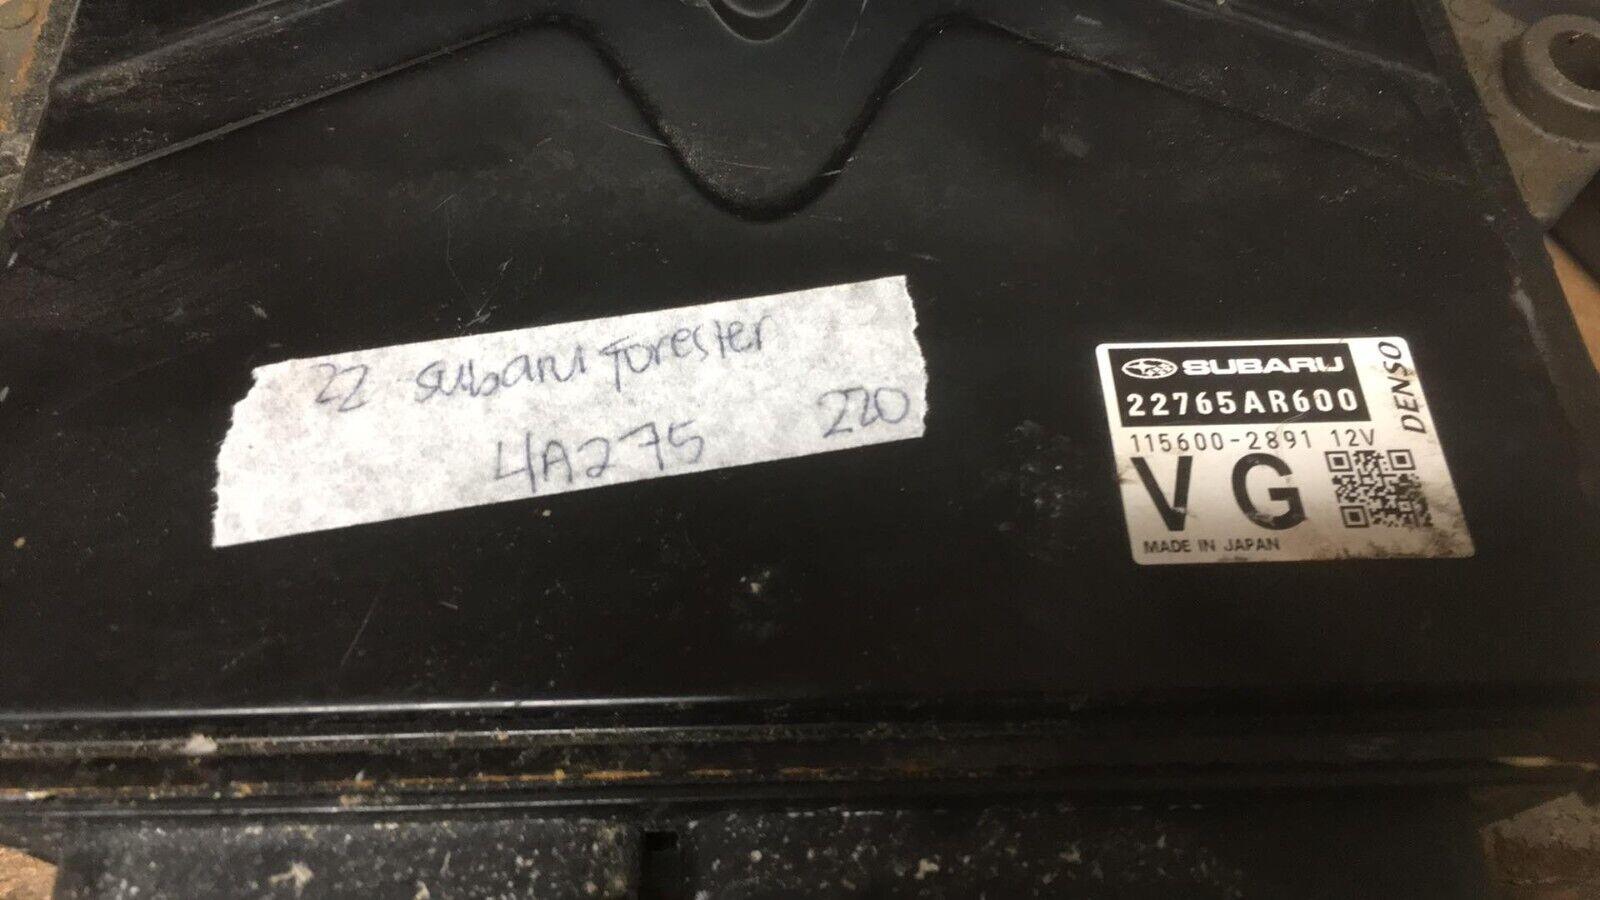 22 Subaru Forester
4A275 220
SUBARU
22765AR600
115600-2891 12V
DENSO
VG
MADE IN JAPAN